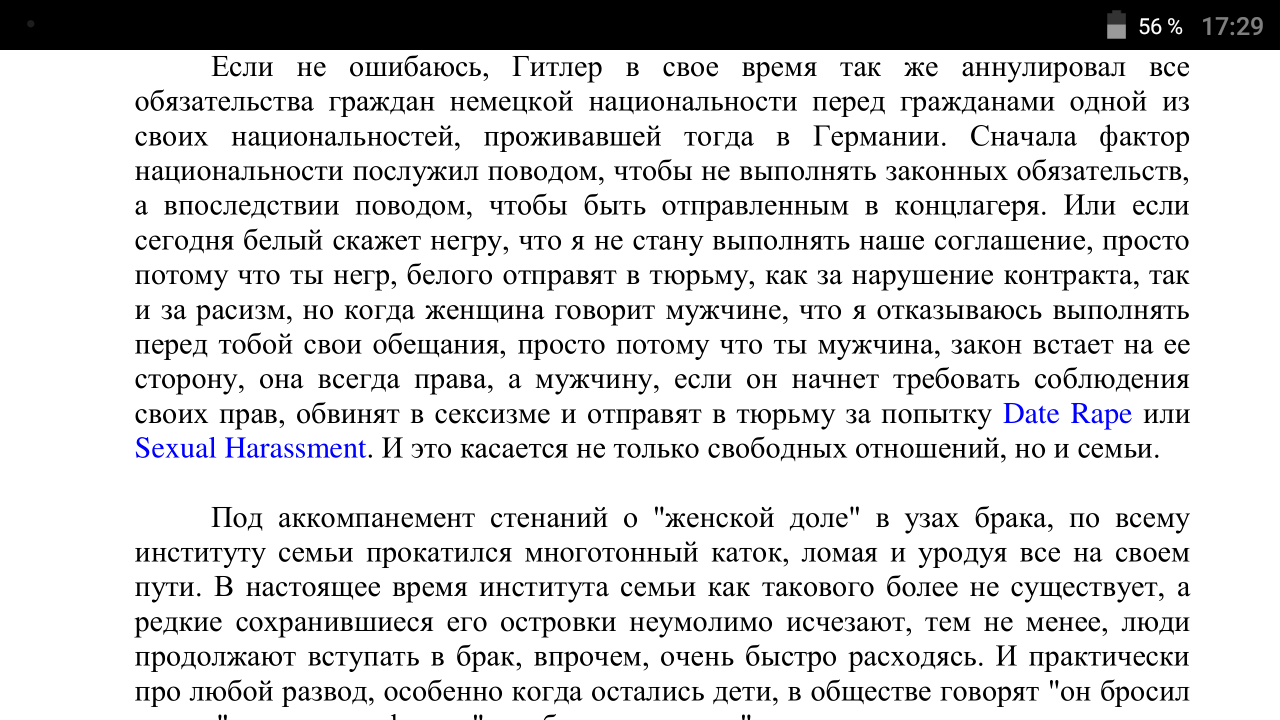 56 % 17:29
Если не ошибаюсь, Гитлер в свое время так же аннулировал все
обязательства граждан немецкой национальности перед гражданами одной из
своих национальностей, проживавшей тогда в Германии. Сначала фактор
национальности послужил поводом, чтобы не выполнять законных обязательств,
а впоследствии поводом, чтобы быть отправленным в концлагеря. Или если
сегодня белый скажет негру, что я не стану выполнять наше соглашение, просто
потому что ты негр, белого отправят в тюрьму, как за нарушение контракта, так
и за расизм, но когда женщина говорит мужчине, что я отказываюсь выполнять
перед тобой свои обещания, просто потому что ты мужчина, закон встает на ее
сторону, она всегда права, а мужчину, если он начнет требовать соблюдения
своих прав, обвинят в сексизме и отправят в тюрьму за попытку Date Rape или
Sexual Harassment. И это касается не только свободных отношений, но и семьи.
Под аккомпанемент стенаний о "женской доле" в узах брака, по всему
институту семьи прокатился многотонный каток, ломая и уродуя все на своем
пути. В настоящее время института семьи как такового более не существует, а
редкие сохранившиеся его островки неумолимо исчезают, тем не менее, люди
продолжают вступать в брак, впрочем, очень быстро расходясь. И практически
про любой развод, особенно когда остались дети, в обществе говорят "он бросил